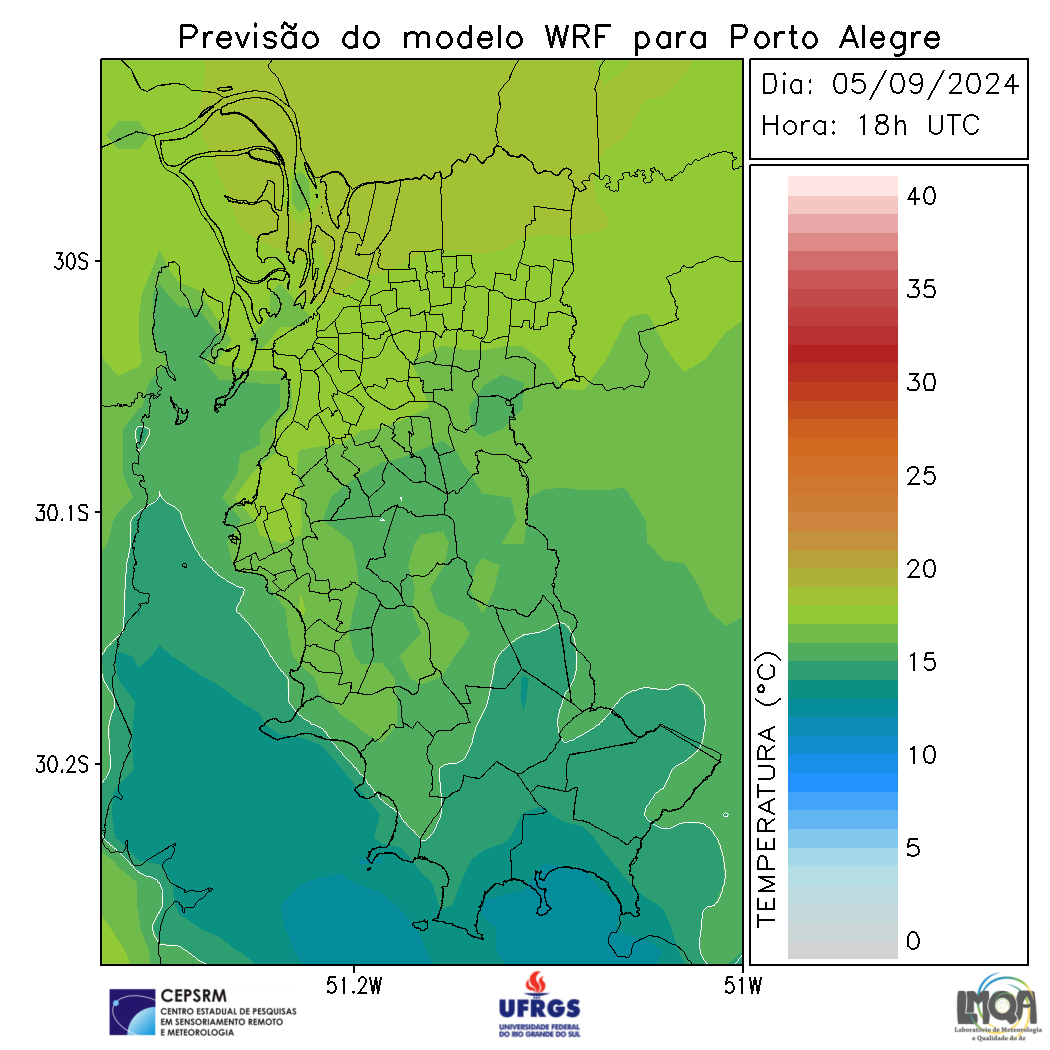 Previsão do modelo WRF para Porto Alegre
Dia: 05/09/2024
Hora: 18h UTC
30S
30.1S
30.2S
51.2W
51W
TEMPERATURA (°C)
40
35
30
25
20
15
10
5
0
CEPSRM
CENTRO ESTADUAL DE PESQUISAS
EM SENSORIAMENTO REMOTO
E METEOROLOGIA
UFRGS
UNIVERSIDADE FEDERAL
DO RIO GRANDE DO SUL
LMQA
Laboratório de Meteorologia
e Qualidade do Ar